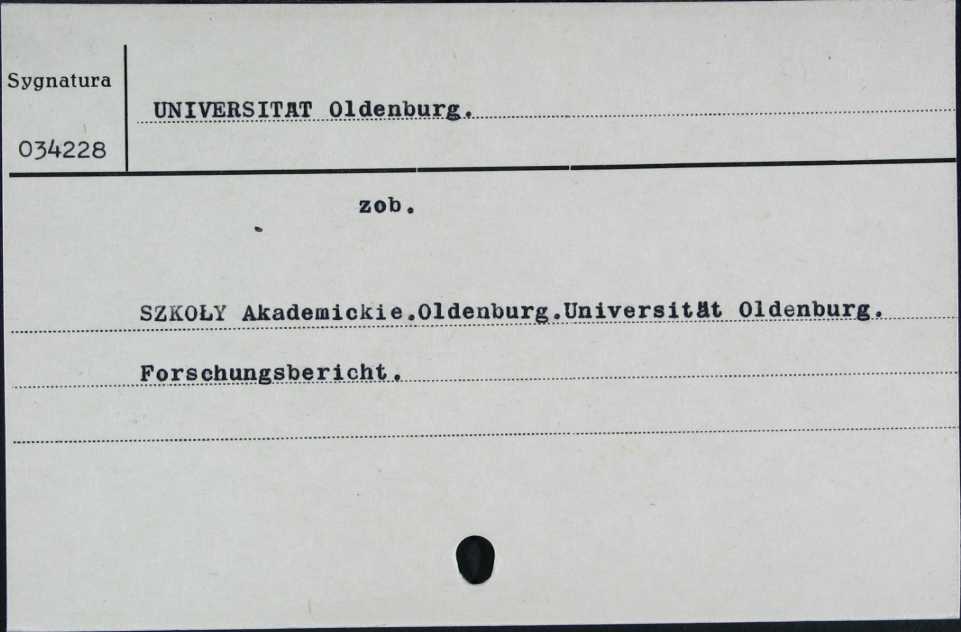 Sygnatura
UNIVERSITAT Oldenburg.
034228
zob.
SZKOŁY Akademickie.Oldenburg.Universität Oldenburg.
Forschungsbericht.